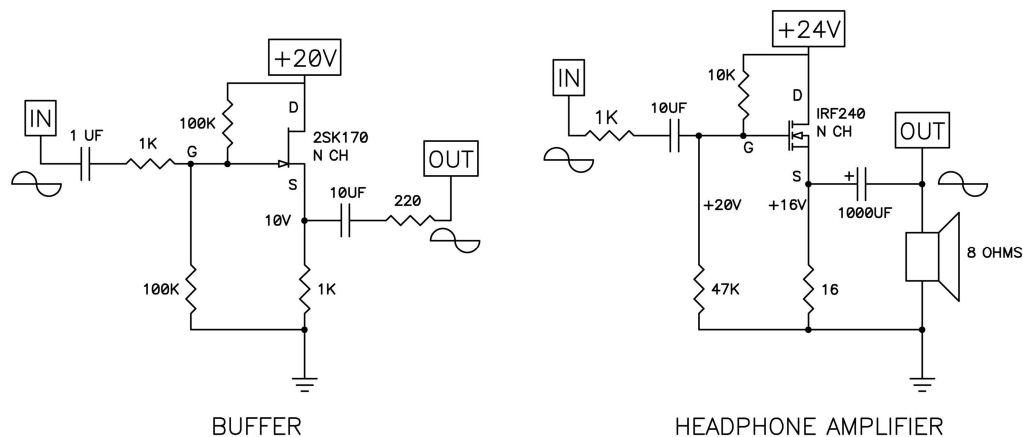 +20V
IN
1 UF
1K
100K
G
D
2SK170
N CH
S
10UF
220
OUT
10V
100K
1K
BUFFER
+24V
IN
1K
10UF
10K
D
IRF240
N CH
G
S
+20V
+16V
+
1000UF
OUT
8 OHMS
47K
16
HEADPHONE AMPLIFIER